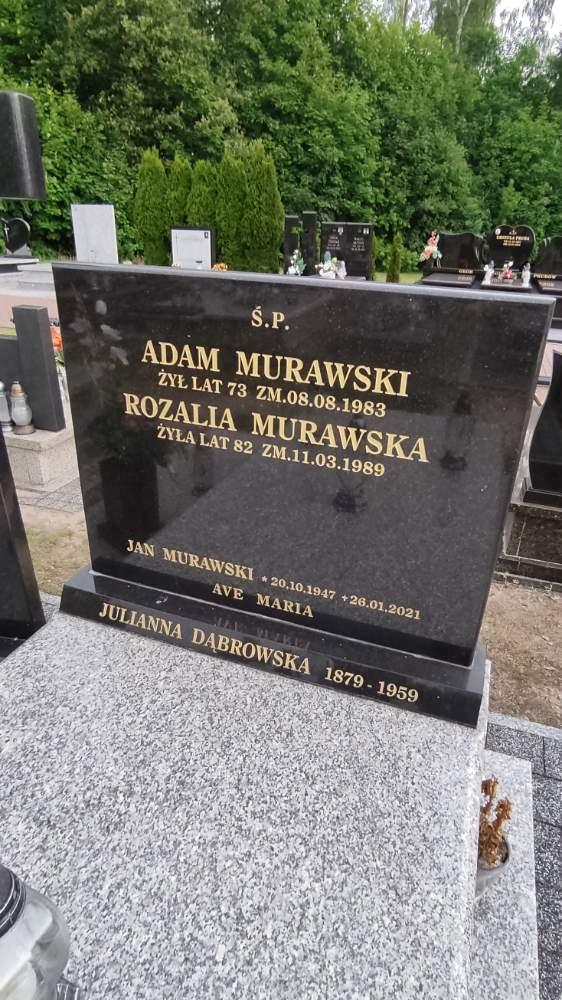 Ś.P.
ADAM MURAWSKI
ŻYŁ LAT 73 ZM.08.08.1983
ROZALIA MURAWSKA
ŻYŁA LAT 82 ZM.11.03.1989
JAN MURAWSKI * 20.10.1947 +26.01.2021
AVE MARIA
JULIANNA DĄBROWSKA 1879 - 1959